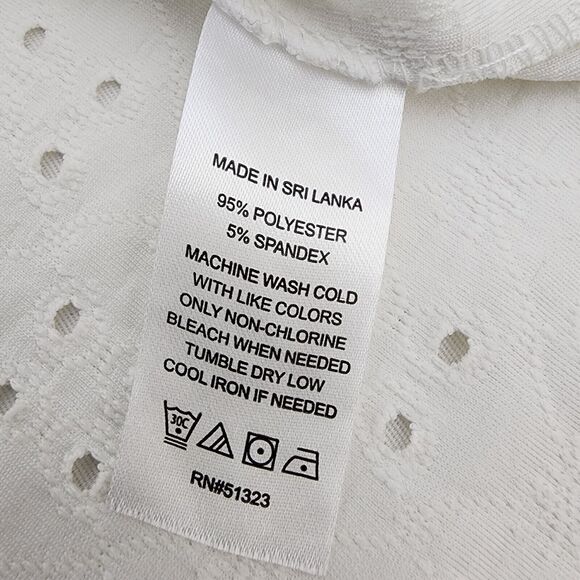 MADE IN SRI LANKA
95% POLYESTER
5% SPANDEX
MACHINE WASH COLD
WITH LIKE COLORS
ONLY NON-CHLORINE
BLEACH WHEN NEEDED
TUMBLE DRY LOW
COOL IRON IF NEEDED
30C
RN#51323